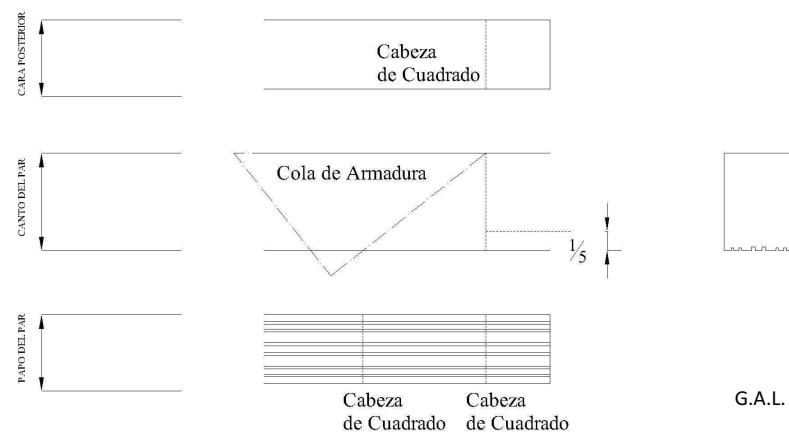 CARA POSTERIOR
Cabeza
de Cuadrado
CANTO DEL PAR
Cola de Armadura
1/5
PAPO DEL PAR
Cabeza
de Cuadrado
Cabeza
de Cuadrado
G.A.L.